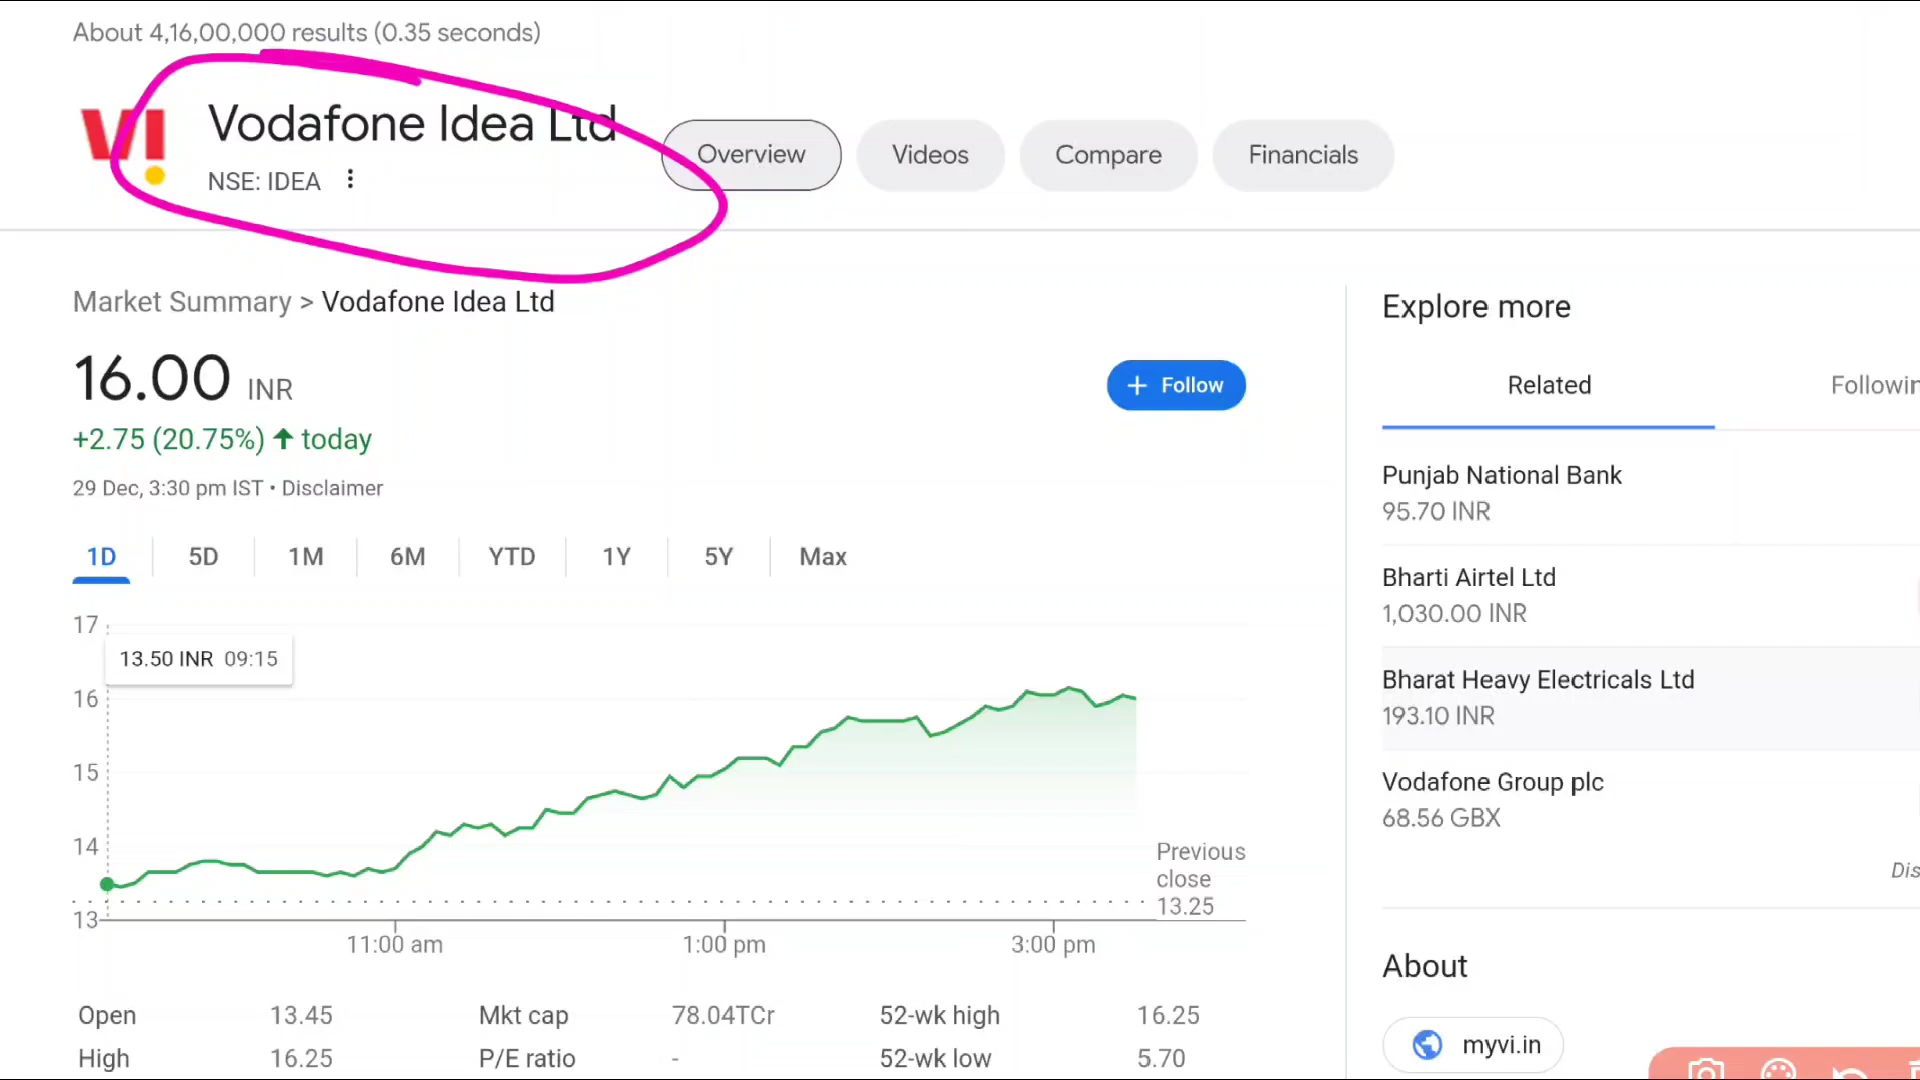 About 4,16,00,000 results (0.35 seconds)
VI
Vodafone Idea Ltd
NSE: IDEA
Overview
Videos
Compare
Financials
Market Summary > Vodafone Idea Ltd
16.00 INR
+2.75 (20.75%) ↑ today
29 Dec, 3:30 pm IST • Disclaimer
+ Follow
1D 5D 1M 6M YTD 1Y 5Y Max
17
13.50 INR 09:15
16
15
14
13
Previous
close
13.25
11:00 am 1:00 pm 3:00 pm
Open 13.45 Mkt cap 78.04TCr 52-wk high 16.25
High 16.25 P/E ratio - 52-wk low 5.70
Explore more
Related Followin
Punjab National Bank
95.70 INR
Bharti Airtel Ltd
1,030.00 INR
Bharat Heavy Electricals Ltd
193.10 INR
Vodafone Group plc
68.56 GBX
Dis
About
myvi.in